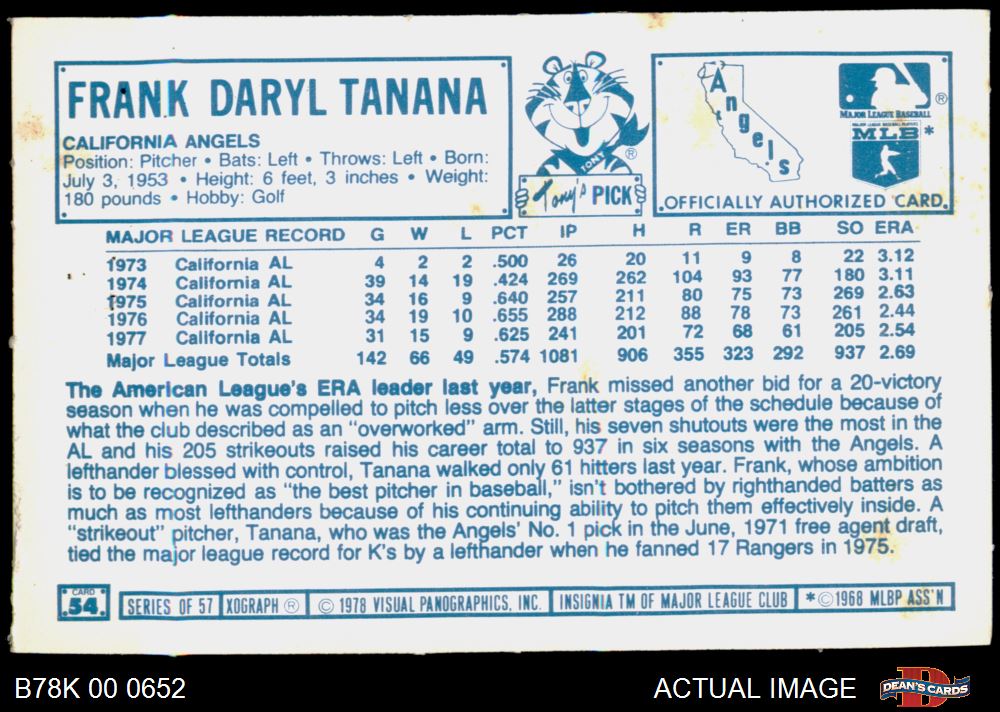 FRANK DARYL TANANA
CALIFORNIA ANGELS
Position: Pitcher • Bats: Left • Throws: Left • Born:
July 3, 1953 • Height: 6 feet, 3 inches • Weight:
180 pounds • Hobby: Golf
TONY
®
Tony's PICK
Angels
®
MAJOR LEAGUE BASEBALL
MAJOR LEAGUE BASEBALL PLAYERS
MLB *
OFFICIALLY AUTHORIZED CARD.
MAJOR LEAGUE RECORD G W L PCT IP H R ER BB SO ERA
1973 California AL 4 2 2 .500 26 20 11 9 8 22 3.12
1974 California AL 39 14 19 .424 269 262 104 93 77 180 3.11
1975 California AL 34 16 9 .640 257 211 80 75 73 269 2.63
1976 California AL 34 19 10 .655 288 212 88 78 73 261 2.44
1977 California AL 31 15 9 .625 241 201 72 68 61 205 2.54
Major League Totals 142 66 49 .574 1081 906 355 323 292 937 2.69
The American League's ERA leader last year, Frank missed another bid for a 20-victory
season when he was compelled to pitch less over the latter stages of the schedule because of
what the club described as an "overworked" arm. Still, his seven shutouts were the most in the
AL and his 205 strikeouts raised his career total to 937 in six seasons with the Angels. A
lefthander blessed with control, Tanana walked only 61 hitters last year. Frank, whose ambition
is to be recognized as "the best pitcher in baseball," isn't bothered by righthanded batters as
much as most lefthanders because of his continuing ability to pitch them effectively inside. A
"strikeout" pitcher, Tanana, who was the Angels' No. 1 pick in the June, 1971 free agent draft,
tied the major league record for K's by a lefthander when he fanned 17 Rangers in 1975.
CARD
54
SERIES OF 57 XOGRAPH ® © 1978 VISUAL PANOGRAPHICS, INC. INSIGNIA TM OF MAJOR LEAGUE CLUB *©1968 MLBP ASS'N
B78K 00 0652
ACTUAL IMAGE
D
DEAN'S CARDS